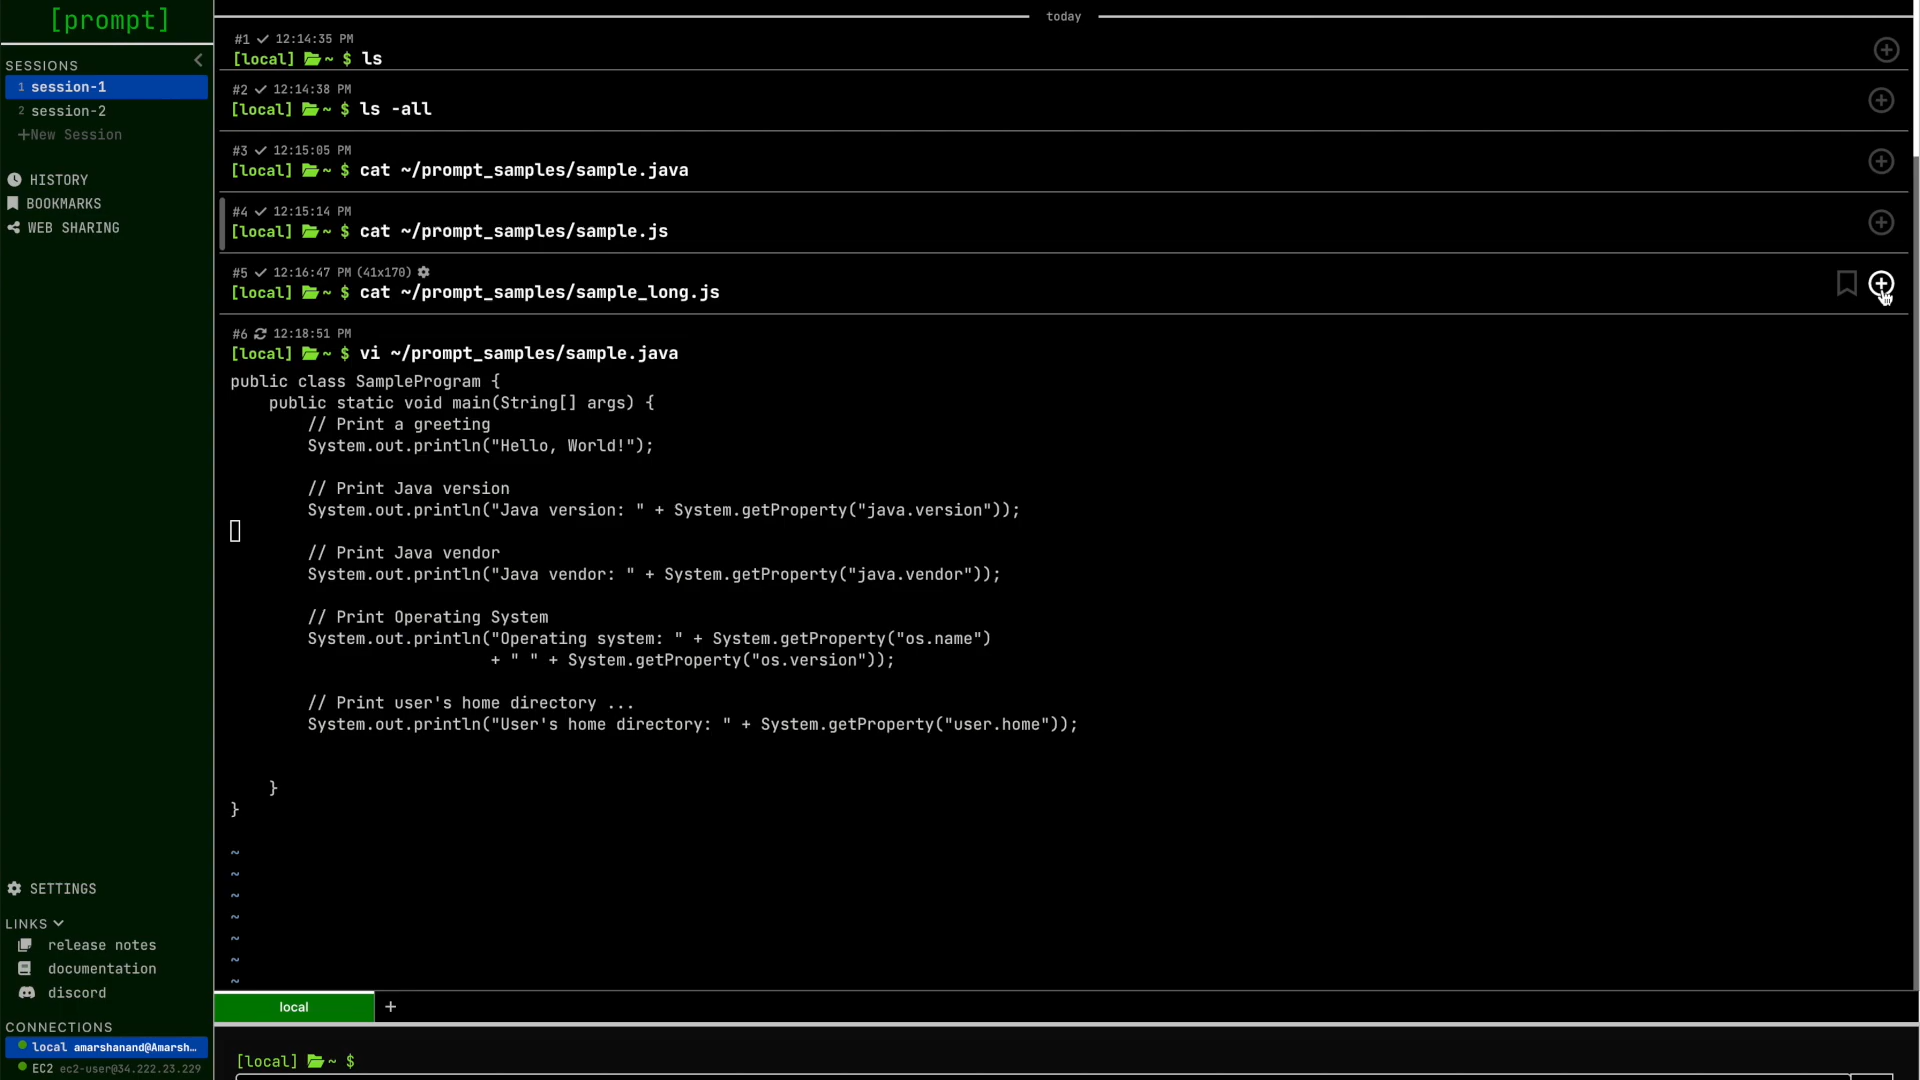 [prompt]
SESSIONS
1 session-1
2 session-2
+New Session
HISTORY
BOOKMARKS
WEB SHARING
SETTINGS
LINKS
release notes
documentation
discord
CONNECTIONS
local amarshanand@Amarsh…
EC2 ec2-user@34.222.23.229
today
#1 ✓ 12:14:35 PM
[local] ~ $ ls
#2 ✓ 12:14:38 PM
[local] ~ $ ls -all
#3 ✓ 12:15:05 PM
[local] ~ $ cat ~/prompt_samples/sample.java
#4 ✓ 12:15:14 PM
[local] ~ $ cat ~/prompt_samples/sample.js
#5 ✓ 12:16:47 PM (41x170)
[local] ~ $ cat ~/prompt_samples/sample_long.js
#6 12:18:51 PM
[local] ~ $ vi ~/prompt_samples/sample.java
public class SampleProgram {
    public static void main(String[] args) {
        // Print a greeting
        System.out.println("Hello, World!");
        // Print Java version
        System.out.println("Java version: " + System.getProperty("java.version"));
        // Print Java vendor
        System.out.println("Java vendor: " + System.getProperty("java.vendor"));
        // Print Operating System
        System.out.println("Operating system: " + System.getProperty("os.name")
                           + " " + System.getProperty("os.version"));
        // Print user's home directory ...
        System.out.println("User's home directory: " + System.getProperty("user.home"));
    }
}
~
~
~
~
~
~
~
local +
[local] ~ $